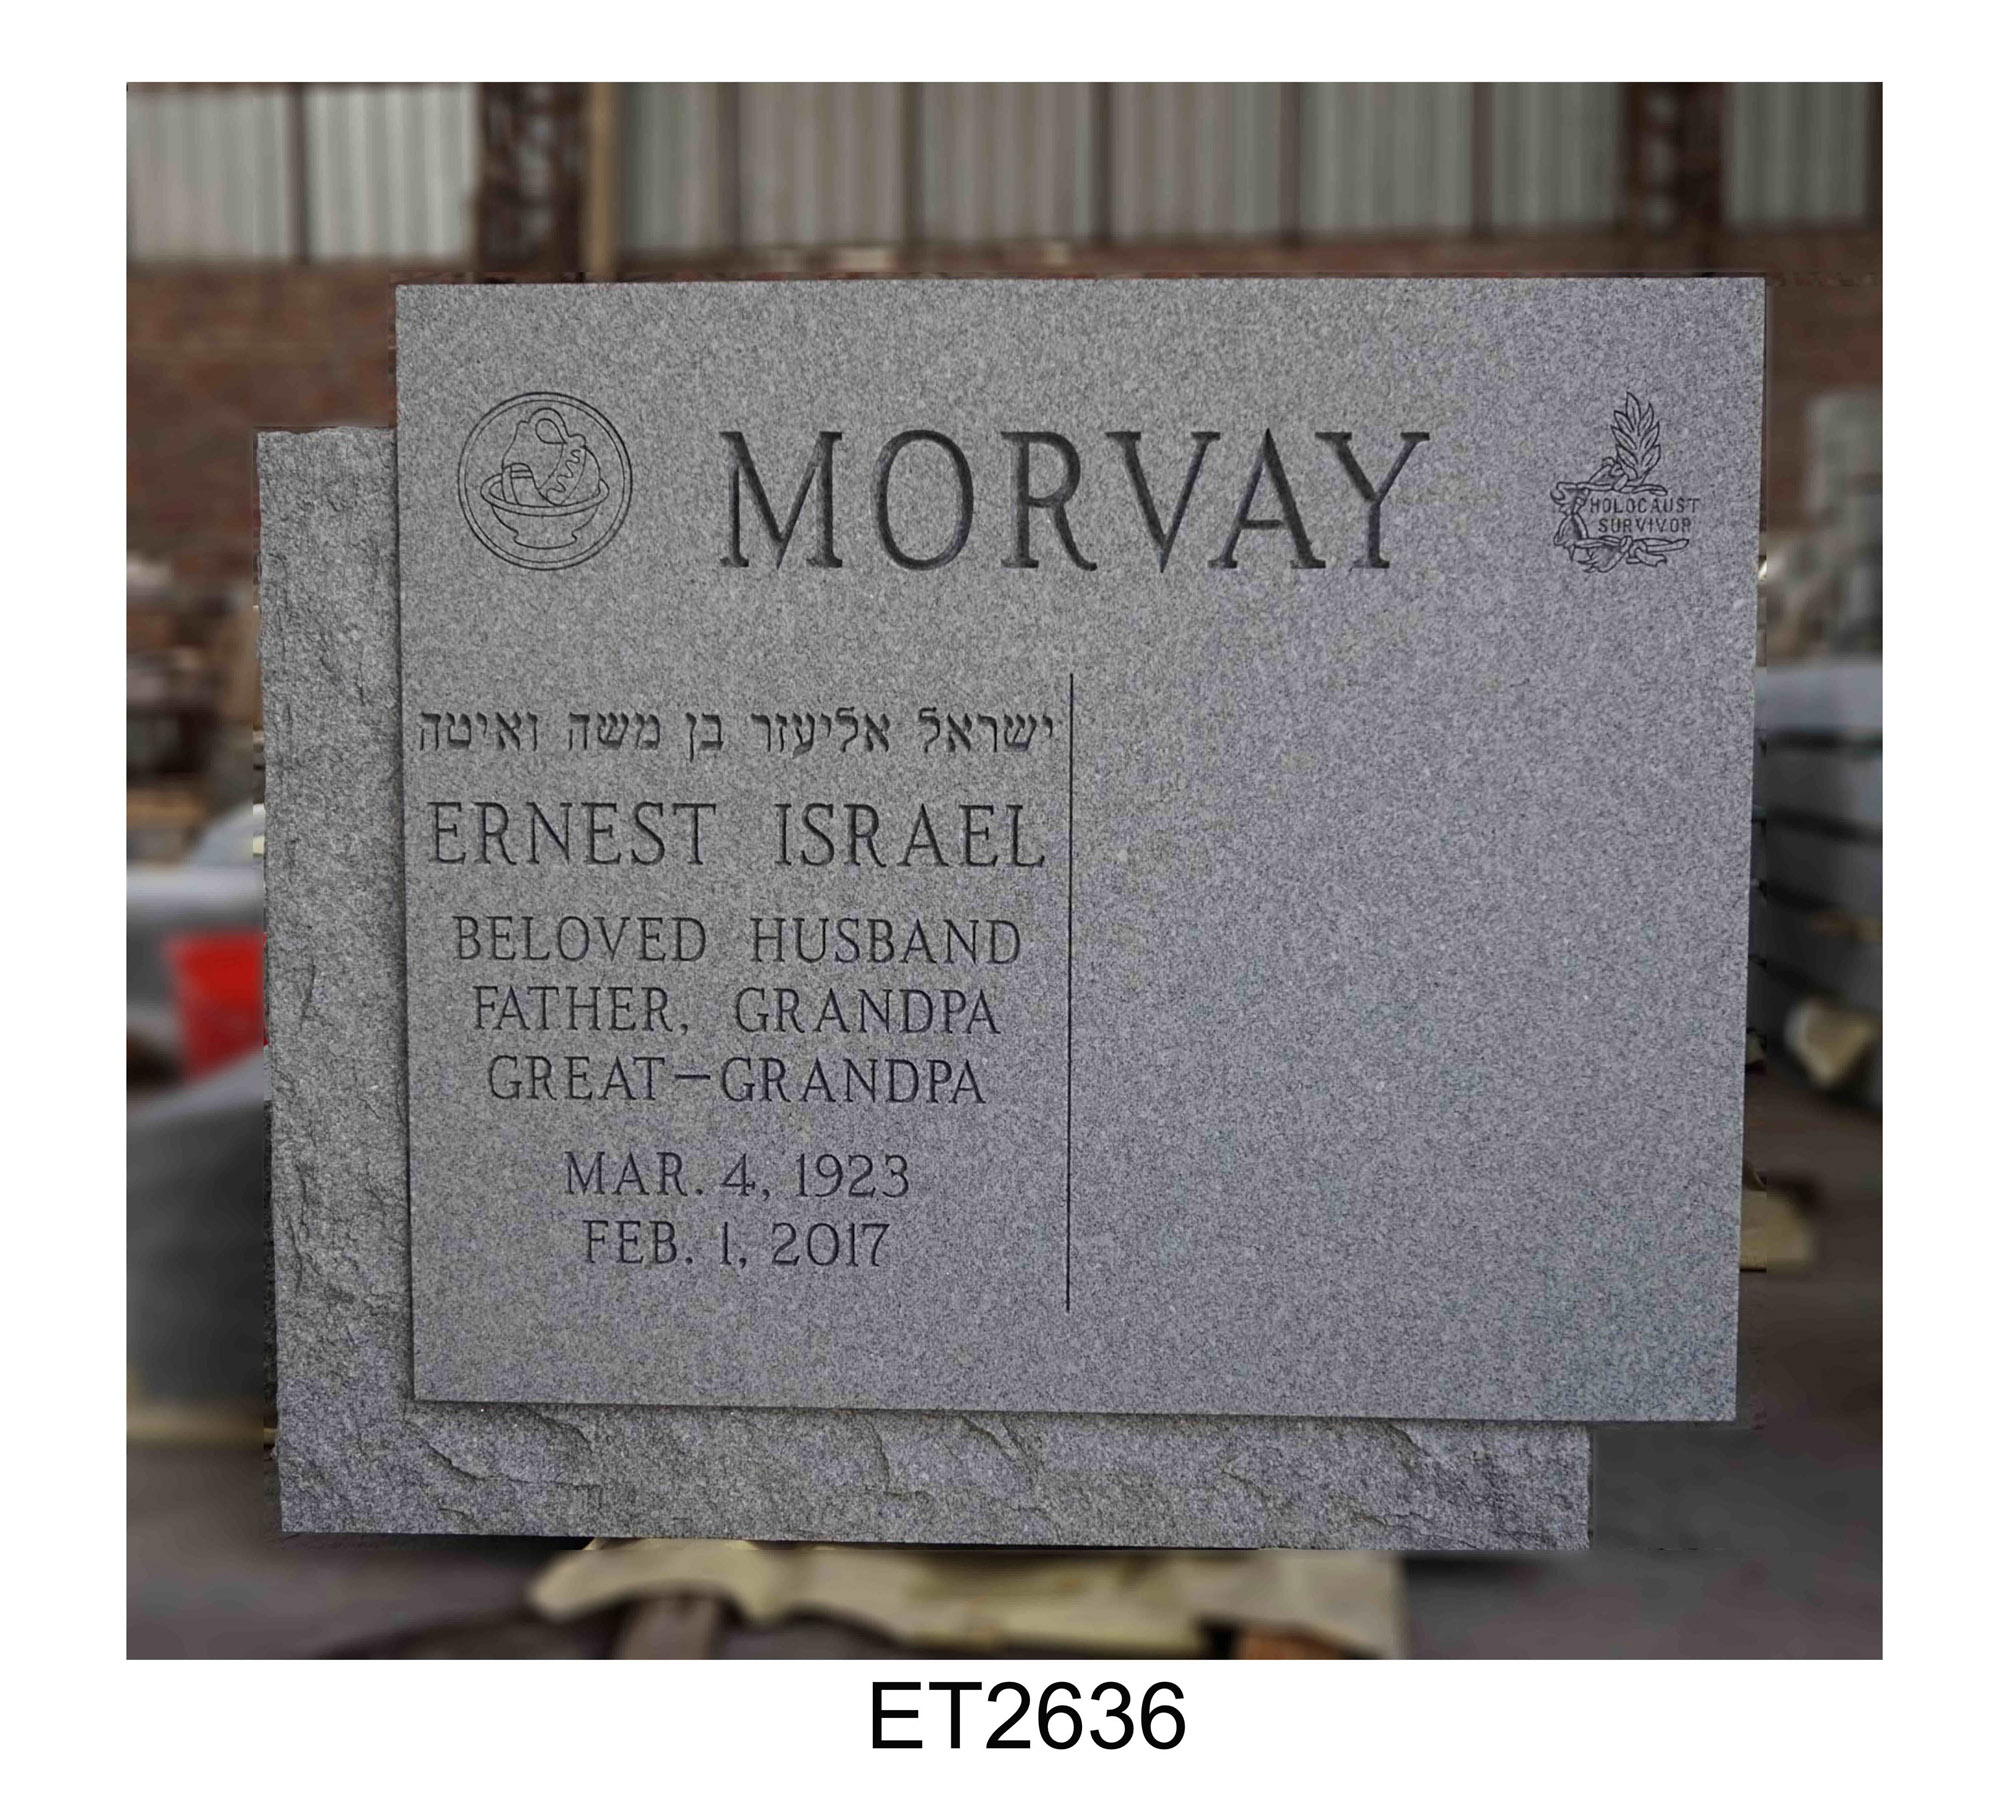 MORVAY
HOLOCAUST
SURVIVOR
ישראל אליעזר בן משה ואיטה
ERNEST ISRAEL
BELOVED HUSBAND
FATHER, GRANDPA
GREAT-GRANDPA
MAR. 4, 1923
FEB. 1, 2017
ET2636